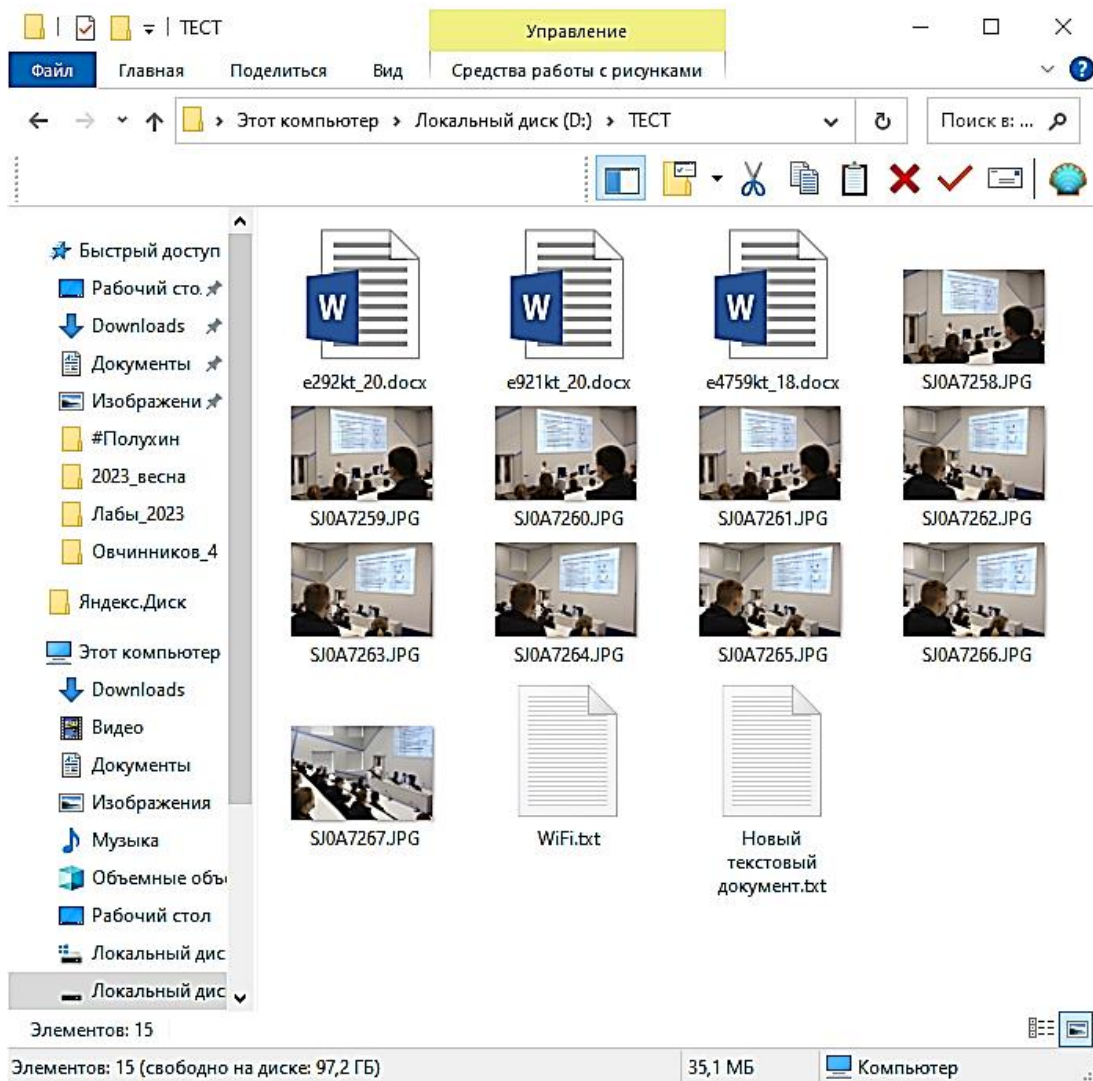 ТЕСТ
Управление
Файл Главная Поделиться Вид Средства работы с рисунками
Этот компьютер Локальный диск (D:) ТЕСТ Поиск в: ...
Быстрый доступ
Рабочий сто.
Downloads
Документы
Изображени
#Полухин
2023_весна
Лабы_2023
Овчинников_4
Яндекс.Диск
Этот компьютер
Downloads
Видео
Документы
Изображения
Музыка
Объемные объ
Рабочий стол
Локальный дис
Локальный дис
e292kt_20.docx e921kt_20.docx e4759kt_18.docx SJ0A7258.JPG
SJ0A7259.JPG SJ0A7260.JPG SJ0A7261.JPG SJ0A7262.JPG
SJ0A7263.JPG SJ0A7264.JPG SJ0A7265.JPG SJ0A7266.JPG
SJ0A7267.JPG WiFi.txt Новый
текстовый
документ.txt
Элементов: 15
Элементов: 15 (свободно на диске: 97,2 ГБ) 35,1 МБ Компьютер